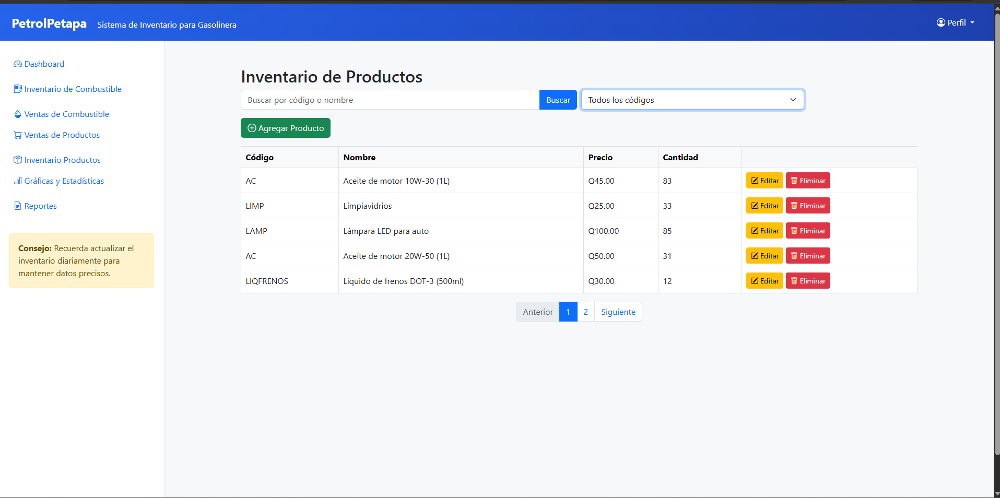 PetrolPetapa Sistema de Inventario para Gasolinera
Perfil
Dashboard
Inventario de Combustible
Ventas de Combustible
Ventas de Productos
Inventario Productos
Gráficas y Estadísticas
Reportes
Consejo: Recuerda actualizar el
inventario diariamente para
mantener datos precisos.
Inventario de Productos
Buscar por código o nombre Buscar Todos los códigos
Agregar Producto
Código Nombre Precio Cantidad
AC Aceite de motor 10W-30 (1L) Q45.00 83 Editar Eliminar
LIMP Limpiavidrios Q25.00 33 Editar Eliminar
LAMP Lámpara LED para auto Q100.00 85 Editar Eliminar
AC Aceite de motor 20W-50 (1L) Q50.00 31 Editar Eliminar
LIQFRENOS Líquido de frenos DOT-3 (500ml) Q30.00 12 Editar Eliminar
Anterior 1 2 Siguiente